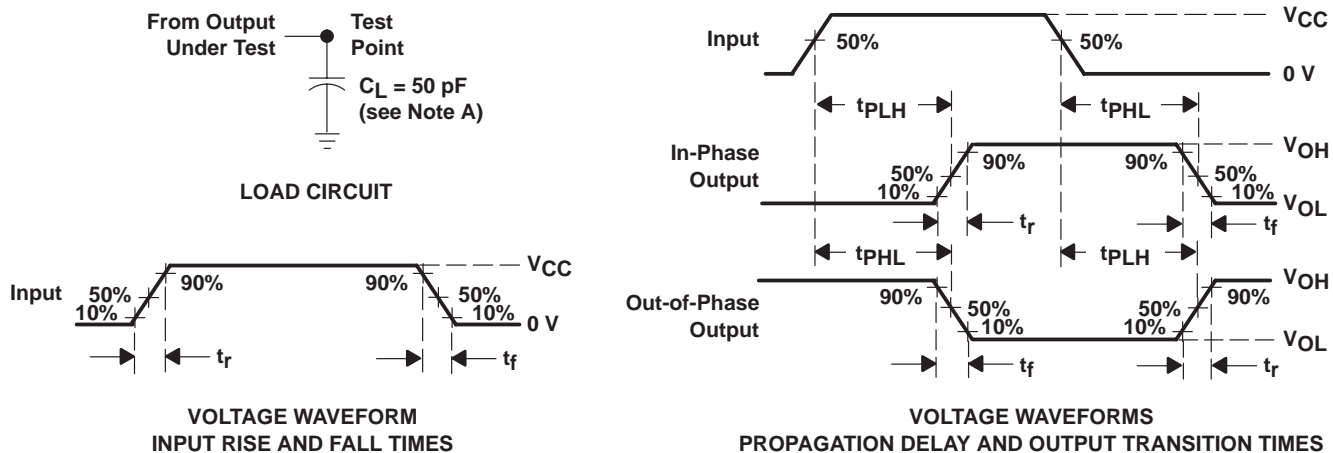 From Output
Under Test
Test
Point
CL = 50 pF
(see Note A)
LOAD CIRCUIT
Input
50%
10%
90%
90%
50%
10%
VCC
0 V
tr
tf
VOLTAGE WAVEFORM
INPUT RISE AND FALL TIMES
Input
50%
50%
VCC
0 V
tPLH
tPHL
In-Phase
Output
50%
10%
90%
90%
50%
10%
VOH
VOL
tr
tf
tPHL
tPLH
Out-of-Phase
Output
90%
50%
10%
50%
10%
90%
VOH
VOL
tf
tr
VOLTAGE WAVEFORMS
PROPAGATION DELAY AND OUTPUT TRANSITION TIMES